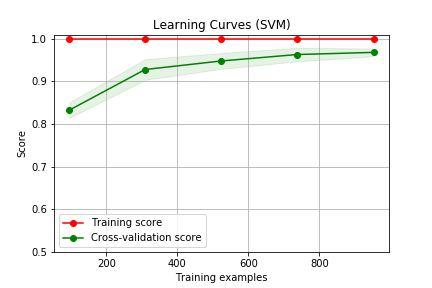 Learning Curves (SVM)
1.0
0.9
0.8
0.7
0.6
0.5
Score
Training score
Cross-validation score
200 400 600 800
Training examples